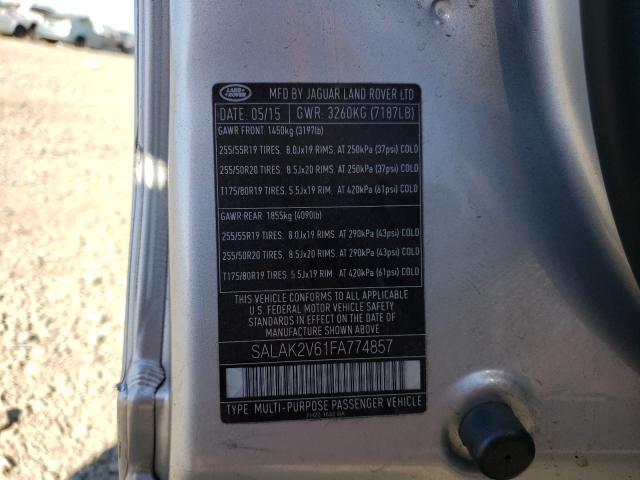 LAND ROVER
MFD BY JAGUAR LAND ROVER LTD
DATE: 05/15 GWR: 3260KG (7187LB)
GAWR FRONT: 1450kg (3197lb)
255/55R19 TIRES. 8.0Jx19 RIMS. AT 250kPa (37psi) COLD
255/50R20 TIRES. 8.5Jx20 RIMS. AT 250kPa (37psi) COLD
T175/80R19 TIRES. 5.5Jx19 RIM. AT 420kPa (61psi) COLD
GAWR REAR: 1855kg (4090lb)
255/55R19 TIRES. 8.0Jx19 RIMS. AT 290kPa (43psi) COLD
255/50R20 TIRES. 8.5Jx20 RIMS. AT 290kPa (43psi) COLD
T175/80R19 TIRES. 5.5Jx19 RIM. AT 420kPa (61psi) COLD
THIS VEHICLE CONFORMS TO ALL APPLICABLE
U.S. FEDERAL MOTOR VEHICLE SAFETY
STANDARDS IN EFFECT ON THE DATE OF
MANUFACTURE SHOWN ABOVE
SALAK2V61FA774857
TYPE: MULTI-PURPOSE PASSENGER VEHICLE